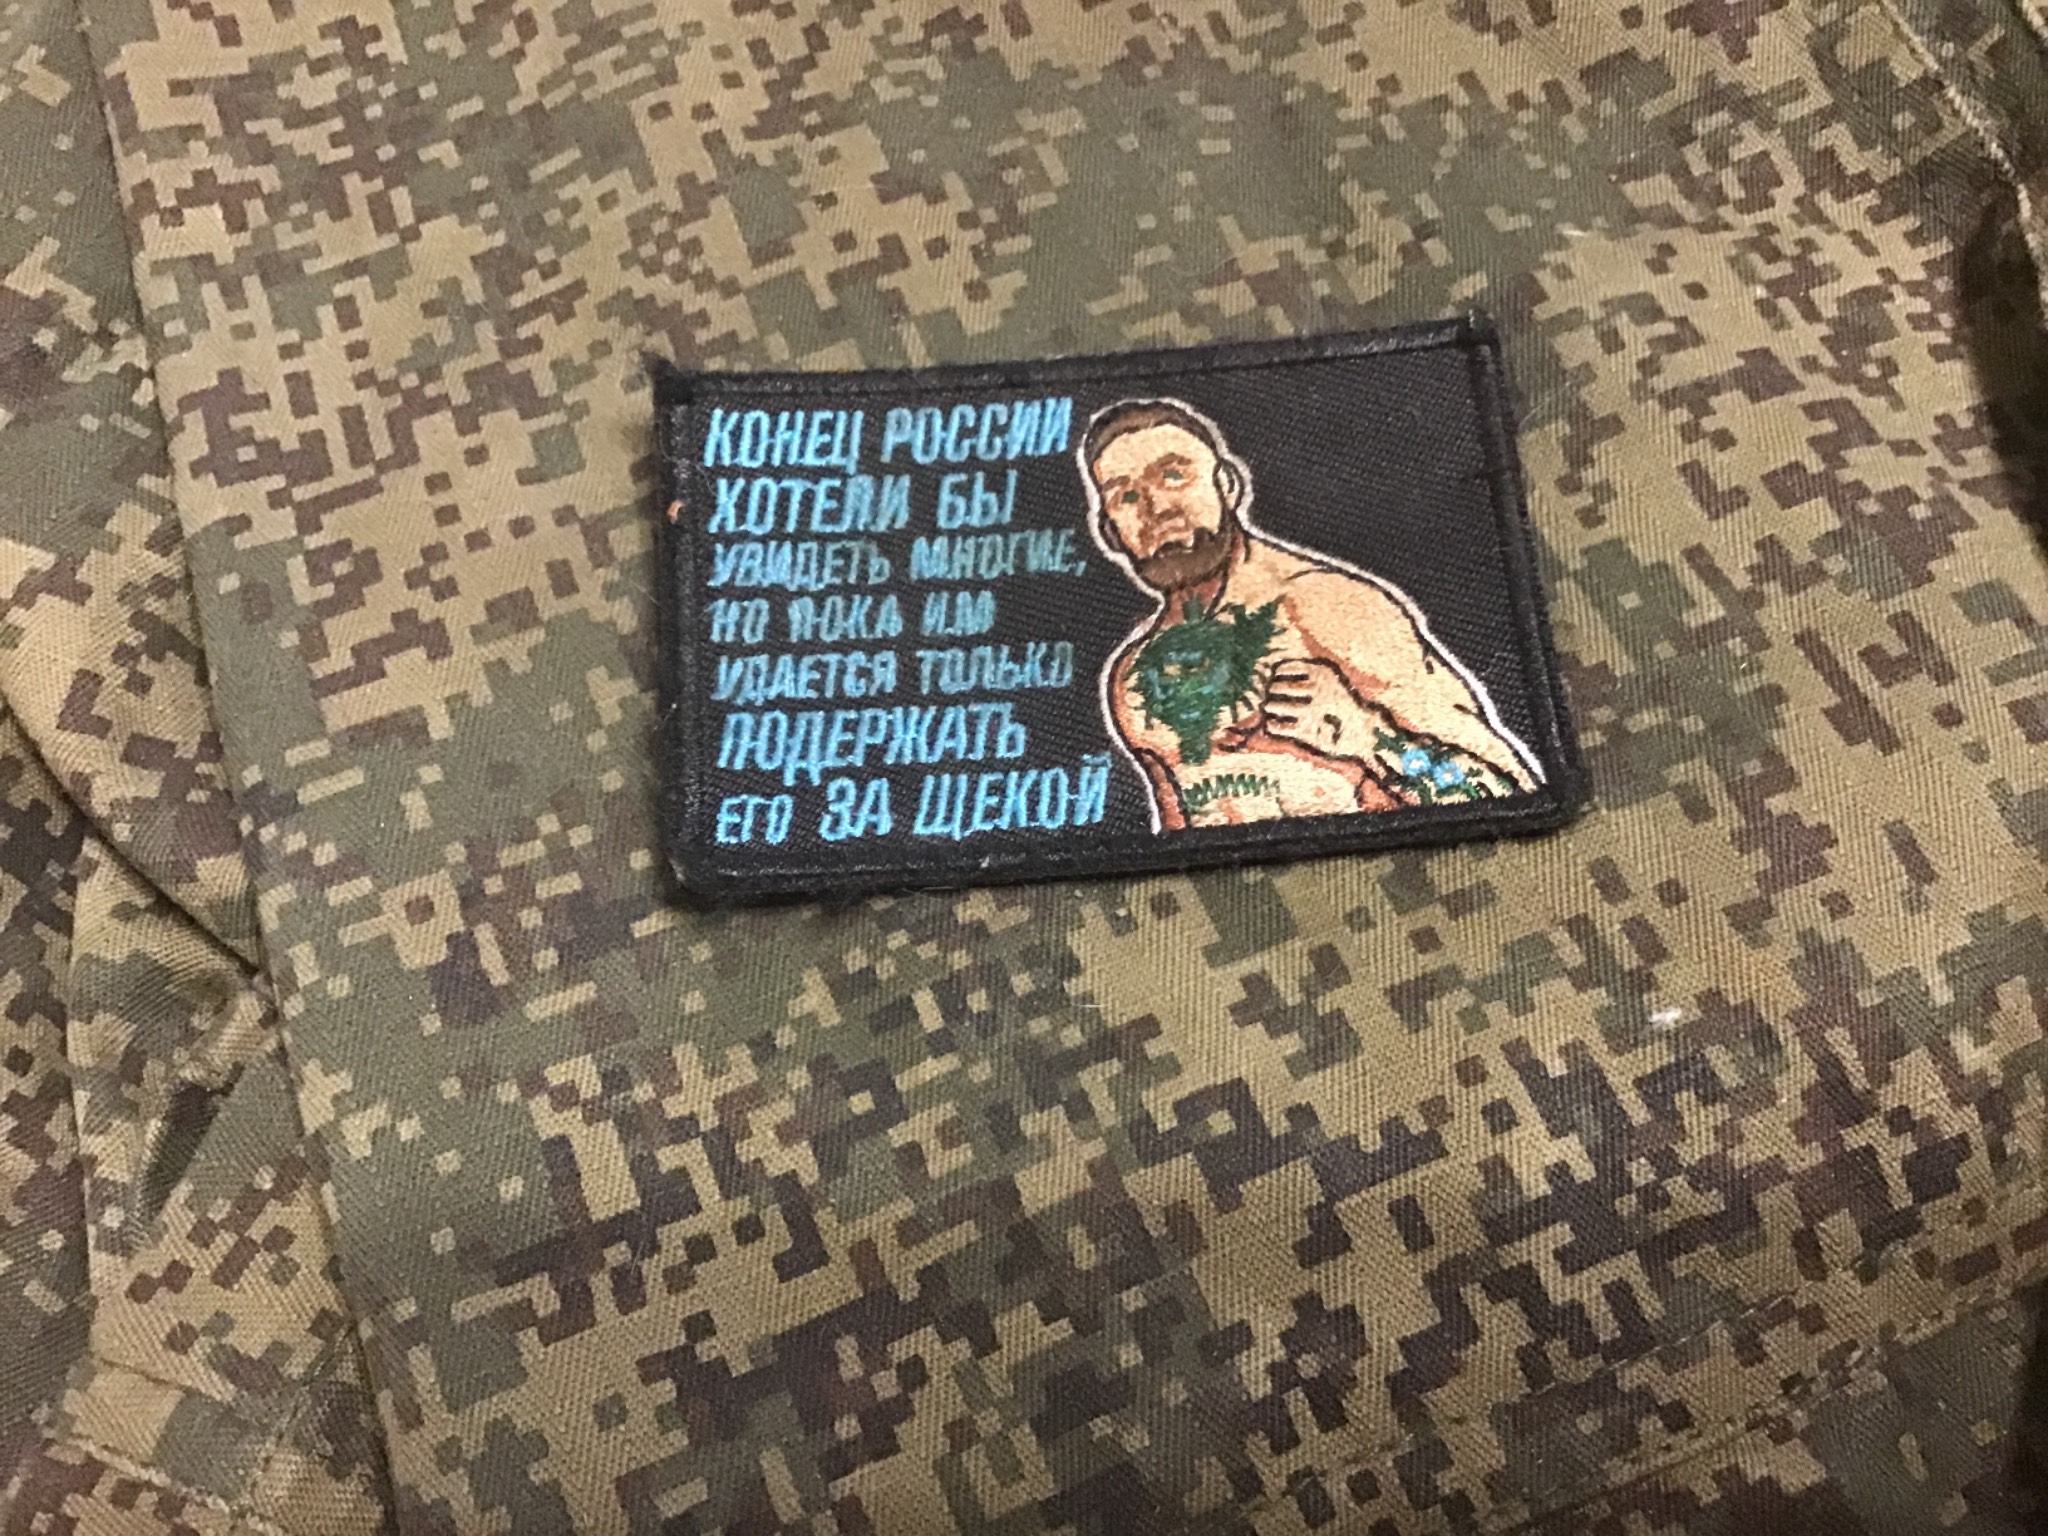 КОНЕЦ РОССИИ
ХОТЕЛИ БЫ
УВИДЕТЬ МНОГИЕ,
НО ПОКА ИМ
УДАЕТСЯ ТОЛЬКО
ПОДЕРЖАТЬ
ЕГО ЗА ЩЕКОЙ